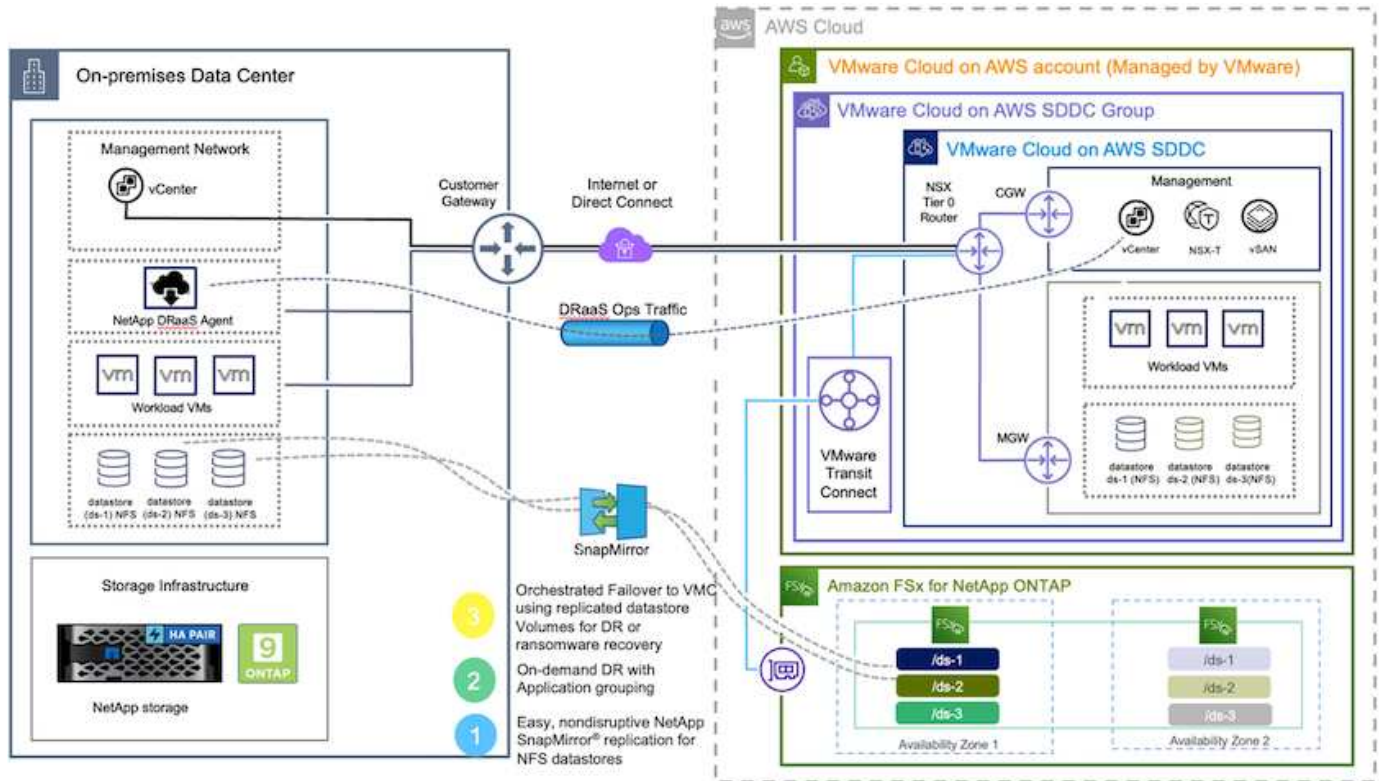 aws
AWS Cloud
On-premises Data Center
Management Network
vCenter
NetApp DRaaS Agent
vm
vm
vm
Workload VMs
datastore
(ds-1) NFS
datastore
(ds-2) NFS
datastore
(ds-3) NFS
Storage Infrastructure
HA PAIR
9
ONTAP
NetApp storage
Customer
Gateway
Internet or
Direct Connect
DRaaS Ops Traffic
SnapMirror
3
Orchestrated Failover to VMC
using replicated datastore
Volumes for DR or
ransomware recovery
2
On-demand DR with
Application grouping
1
Easy, nondisruptive NetApp
SnapMirror® replication for
NFS datastores
VMware Cloud on AWS account (Managed by VMware)
VMware Cloud on AWS SDDC Group
VMware Cloud on AWS SDDC
NSX
Tier 0
Router
CGW
Management
vCenter
T
NSX-T
vSAN
vm
vm
vm
Workload VMs
MGW
datastore
ds-1 (NFS)
datastore
ds-2 (NFS)
datastore
ds-3(NFS)
VMware
Transit
Connect
FSx
Amazon FSx for NetApp ONTAP
FSx
/ds-1
/ds-2
/ds-3
Availability Zone 1
FSx
/ds-1
/ds-2
/ds-3
Availability Zone 2